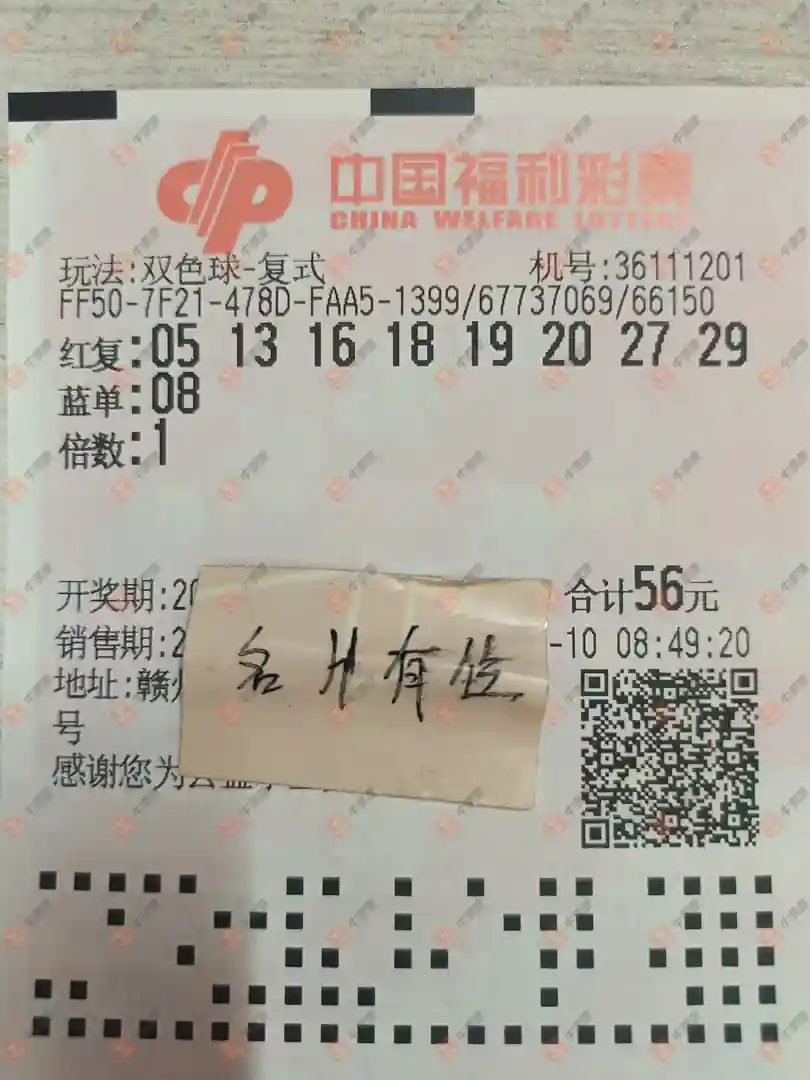 中国福利彩票
CHINA WELFARE LOTTERY
玩法:双色球-复式 机号:36111201
FF50-7F21-478D-FAA5-1399/67737069/66150
红复:05 13 16 18 19 20 27 29
蓝单:08
倍数:1
开奖期:20 合计56元
销售期:2 -10 08:49:20
地址:赣州
号
感谢您为公益
名片有